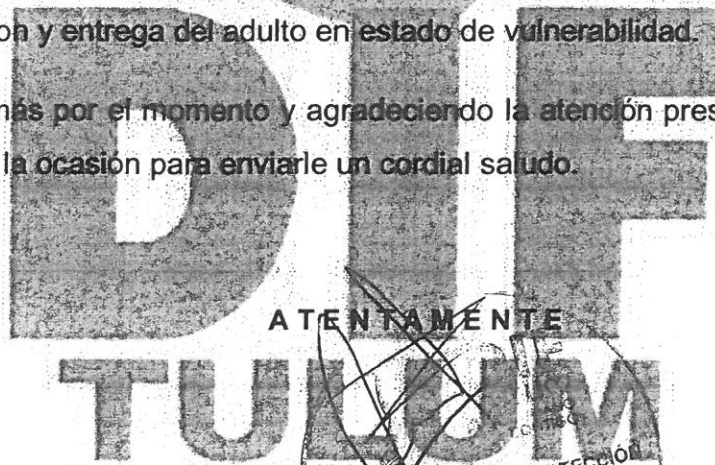 on y entrega del adulto en estado de vulnerabilidad.
más por el momento y agradeciendo la atención pres
la ocasión para enviarle un cordial saludo.
DIF
ATENTAMENTE
TULUM